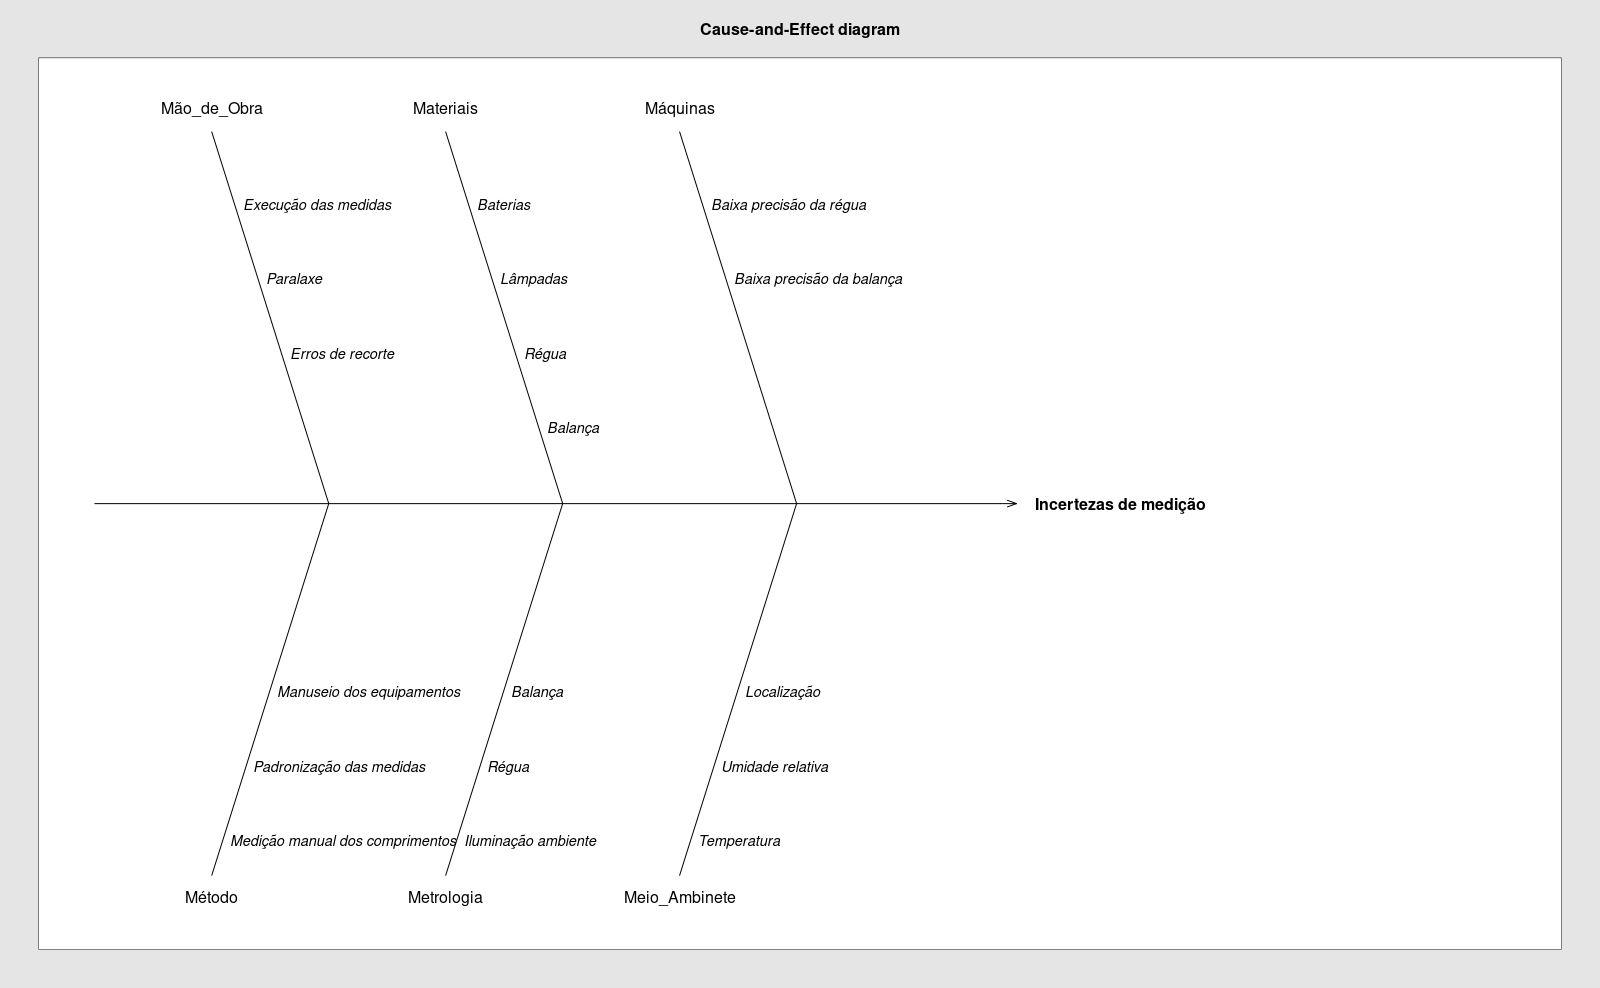 Cause-and-Effect diagram
Mão_de_Obra
Materiais
Máquinas
Execução das medidas
Baterias
Baixa precisão da régua
Paralaxe
Lâmpadas
Baixa precisão da balança
Erros de recorte
Régua
Balança
Incertezas de medição
Manuseio dos equipamentos
Balança
Localização
Padronização das medidas
Régua
Umidade relativa
Medição manual dos comprimentos
Iluminação ambiente
Temperatura
Método
Metrologia
Meio_Ambinete